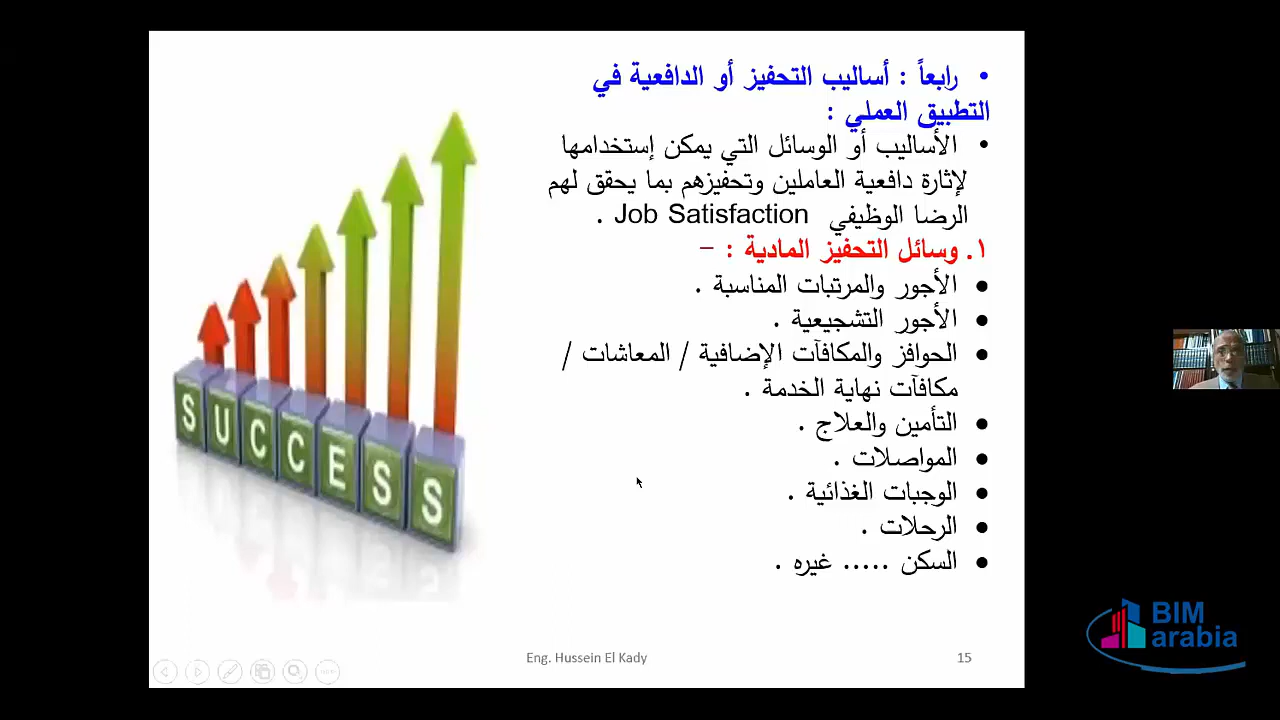 • رابعاً : أساليب التحفيز أو الدافعية في
التطبيق العملي :
• الأساليب أو الوسائل التي يمكن إستخدامها
لإثارة دافعية العاملين وتحفيزهم بما يحقق لهم
الرضا الوظيفي Job Satisfaction .
١. وسائل التحفيز المادية : –
• الأجور والمرتبات المناسبة .
• الأجور التشجيعية .
• الحوافز والمكافآت الإضافية / المعاشات /
مكافآت نهاية الخدمة .
• التأمين والعلاج .
• المواصلات .
• الوجبات الغذائية .
• الرحلات .
• السكن ..... غيره .
SUCCESS
Eng. Hussein El Kady
15
BIM
arabia